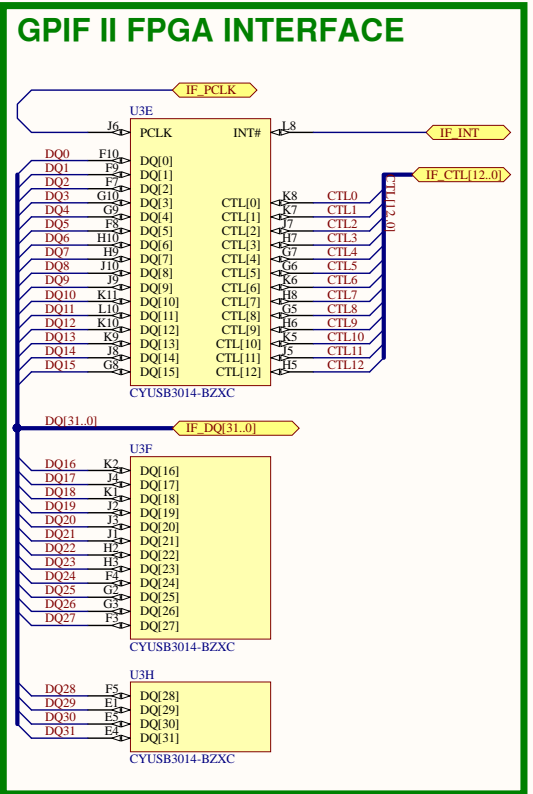 GPIF II FPGA INTERFACE
IF_PCLK
U3E
J6 PCLK INT# L8 IF_INT
IF_CTL[12..0]
CTL[12..0]
DQ0 F10 DQ[0]
DQ1 F9 DQ[1]
DQ2 F7 DQ[2]
DQ3 G10 DQ[3] CTL[0] K8 CTL0
DQ4 G9 DQ[4] CTL[1] K7 CTL1
DQ5 F8 DQ[5] CTL[2] J7 CTL2
DQ6 H10 DQ[6] CTL[3] H7 CTL3
DQ7 H9 DQ[7] CTL[4] G7 CTL4
DQ8 J10 DQ[8] CTL[5] G6 CTL5
DQ9 J9 DQ[9] CTL[6] K6 CTL6
DQ10 K11 DQ[10] CTL[7] H8 CTL7
DQ11 L10 DQ[11] CTL[8] G5 CTL8
DQ12 K10 DQ[12] CTL[9] H6 CTL9
DQ13 K9 DQ[13] CTL[10] K5 CTL10
DQ14 J8 DQ[14] CTL[11] J5 CTL11
DQ15 G8 DQ[15] CTL[12] H5 CTL12
CYUSB3014-BZXC
DQ[31..0] IF_DQ[31..0]
U3F
DQ16 K2 DQ[16]
DQ17 J4 DQ[17]
DQ18 K1 DQ[18]
DQ19 J2 DQ[19]
DQ20 J3 DQ[20]
DQ21 J1 DQ[21]
DQ22 H2 DQ[22]
DQ23 H3 DQ[23]
DQ24 F4 DQ[24]
DQ25 G2 DQ[25]
DQ26 G3 DQ[26]
DQ27 F3 DQ[27]
CYUSB3014-BZXC
U3H
DQ28 F5 DQ[28]
DQ29 E1 DQ[29]
DQ30 E5 DQ[30]
DQ31 E4 DQ[31]
CYUSB3014-BZXC